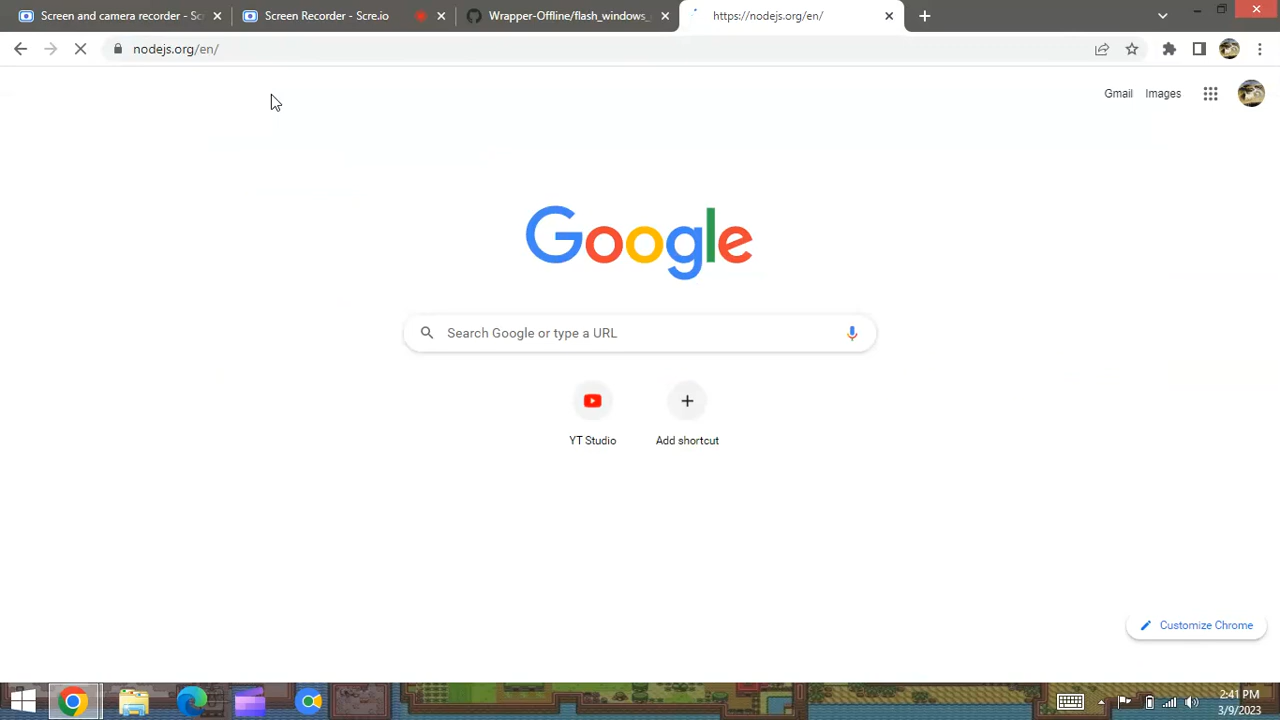 Screen and camera recorder - Sc
Screen Recorder - Scre.io
Wrapper-Offline/flash_windows_
https://nodejs.org/en/
nodejs.org/en/
Gmail
Images
Google
Search Google or type a URL
YT Studio
Add shortcut
Customize Chrome
2:41 PM
3/9/2023